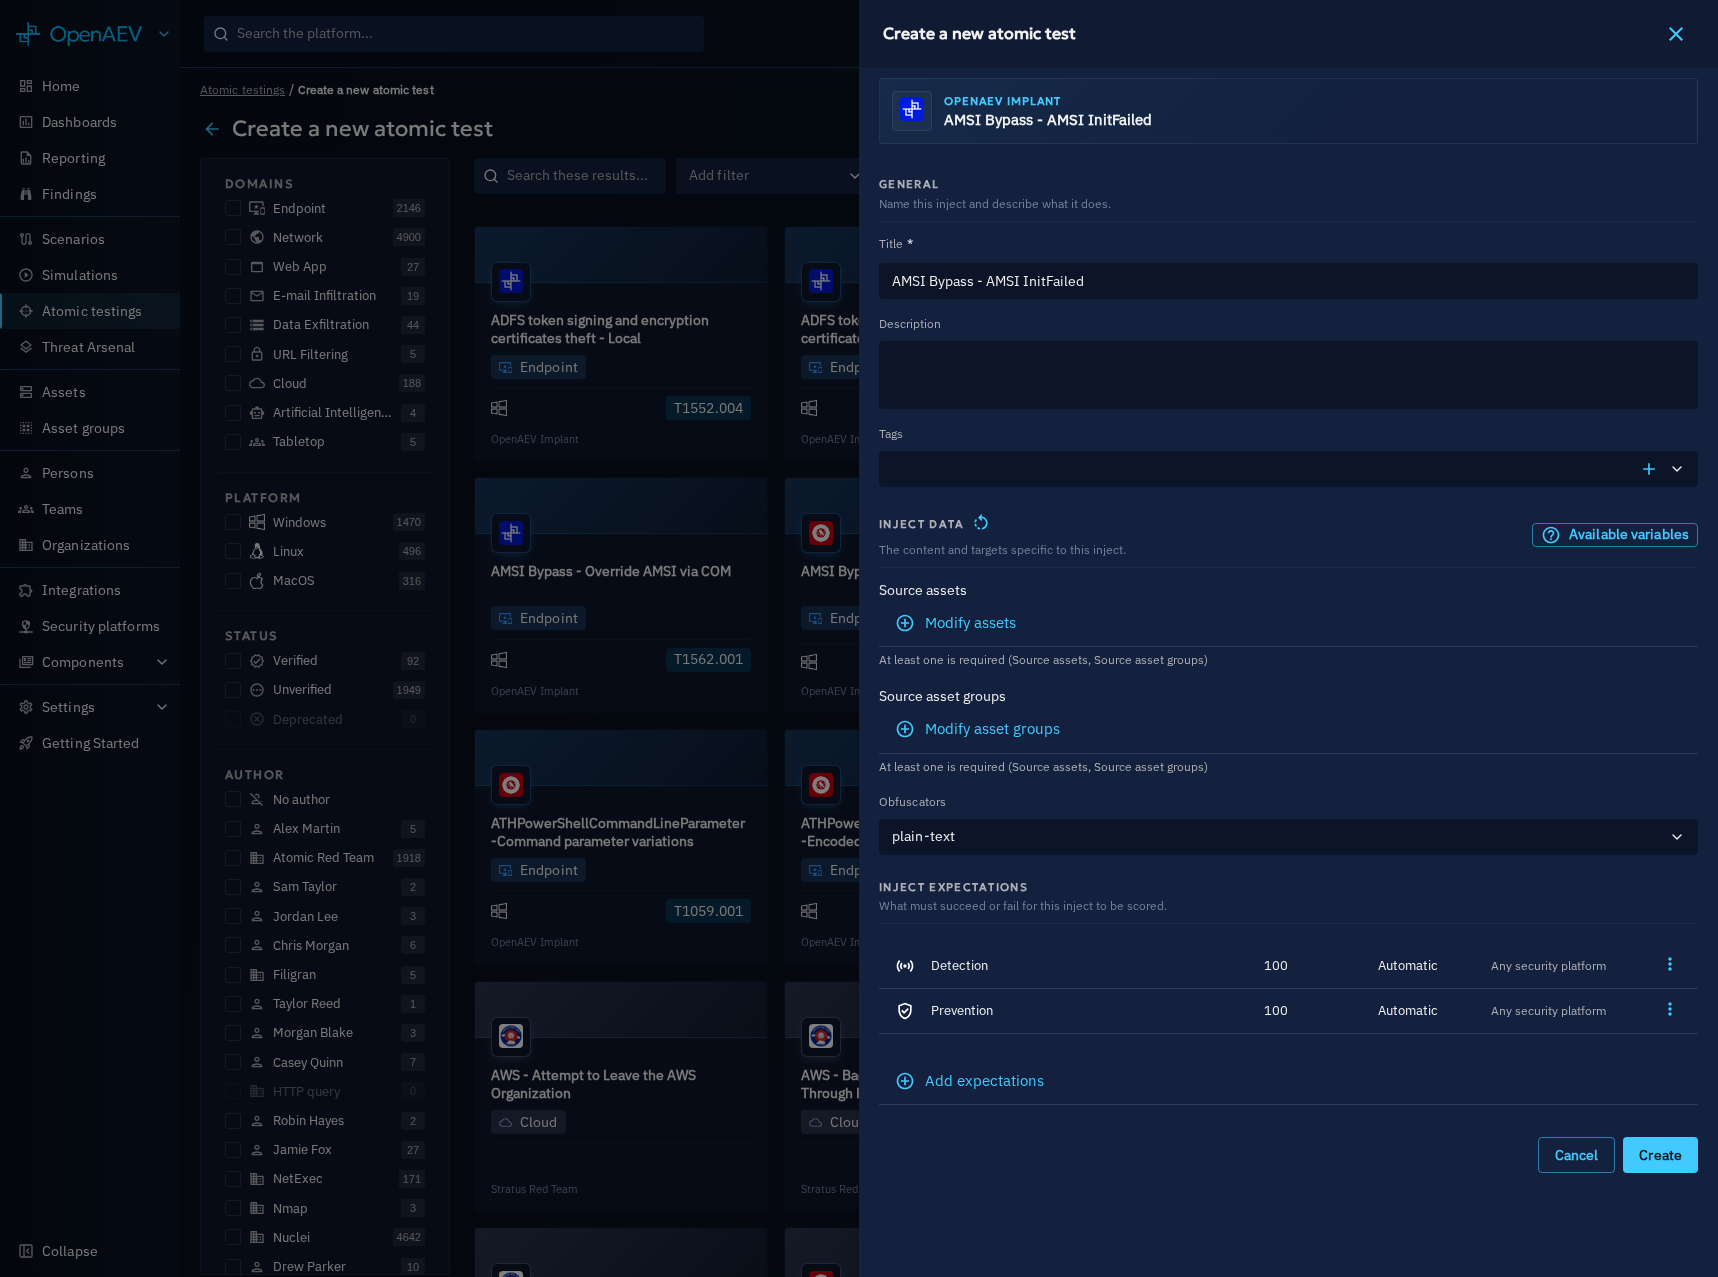 OpenAEV
Search the platform...
Home
Dashboards
Reporting
Findings
Scenarios
Simulations
Atomic testings
Threat Arsenal
Assets
Asset groups
Persons
Teams
Organizations
Integrations
Security platforms
Components
Settings
Getting Started
Collapse
Atomic testings / Create a new atomic test
Create a new atomic test
DOMAINS
Endpoint 2146
Network 4900
Web App 27
E-mail Infiltration 19
Data Exfiltration 44
URL Filtering 5
Cloud 188
Artificial Intelligen... 4
Tabletop 5
PLATFORM
Windows 1470
Linux 496
MacOS 316
STATUS
Verified 92
Unverified 1949
Deprecated 0
AUTHOR
No author
Alex Martin 5
Atomic Red Team 1918
Sam Taylor 2
Jordan Lee 3
Chris Morgan 6
Filigran 5
Taylor Reed 1
Morgan Blake 3
Casey Quinn 7
HTTP query 0
Robin Hayes 2
Jamie Fox 27
NetExec 171
Nmap 3
Nuclei 4642
Drew Parker 10
Search these results...
Add filter
ADFS token signing and encryption
certificates theft - Local
Endpoint
T1552.004
OpenAEV Implant
AMSI Bypass - Override AMSI via COM
Endpoint
T1562.001
OpenAEV Implant
ATHPowerShellCommandLineParameter
-Command parameter variations
Endpoint
T1059.001
OpenAEV Implant
AWS - Attempt to Leave the AWS
Organization
Cloud
Stratus Red Team
Create a new atomic test
OPENAEV IMPLANT
AMSI Bypass - AMSI InitFailed
GENERAL
Name this inject and describe what it does.
Title *
AMSI Bypass - AMSI InitFailed
Description
Tags
INJECT DATA
The content and targets specific to this inject.
Available variables
Source assets
Modify assets
At least one is required (Source assets, Source asset groups)
Source asset groups
Modify asset groups
At least one is required (Source assets, Source asset groups)
Obfuscators
plain-text
INJECT EXPECTATIONS
What must succeed or fail for this inject to be scored.
Detection 100 Automatic Any security platform
Prevention 100 Automatic Any security platform
Add expectations
Cancel
Create